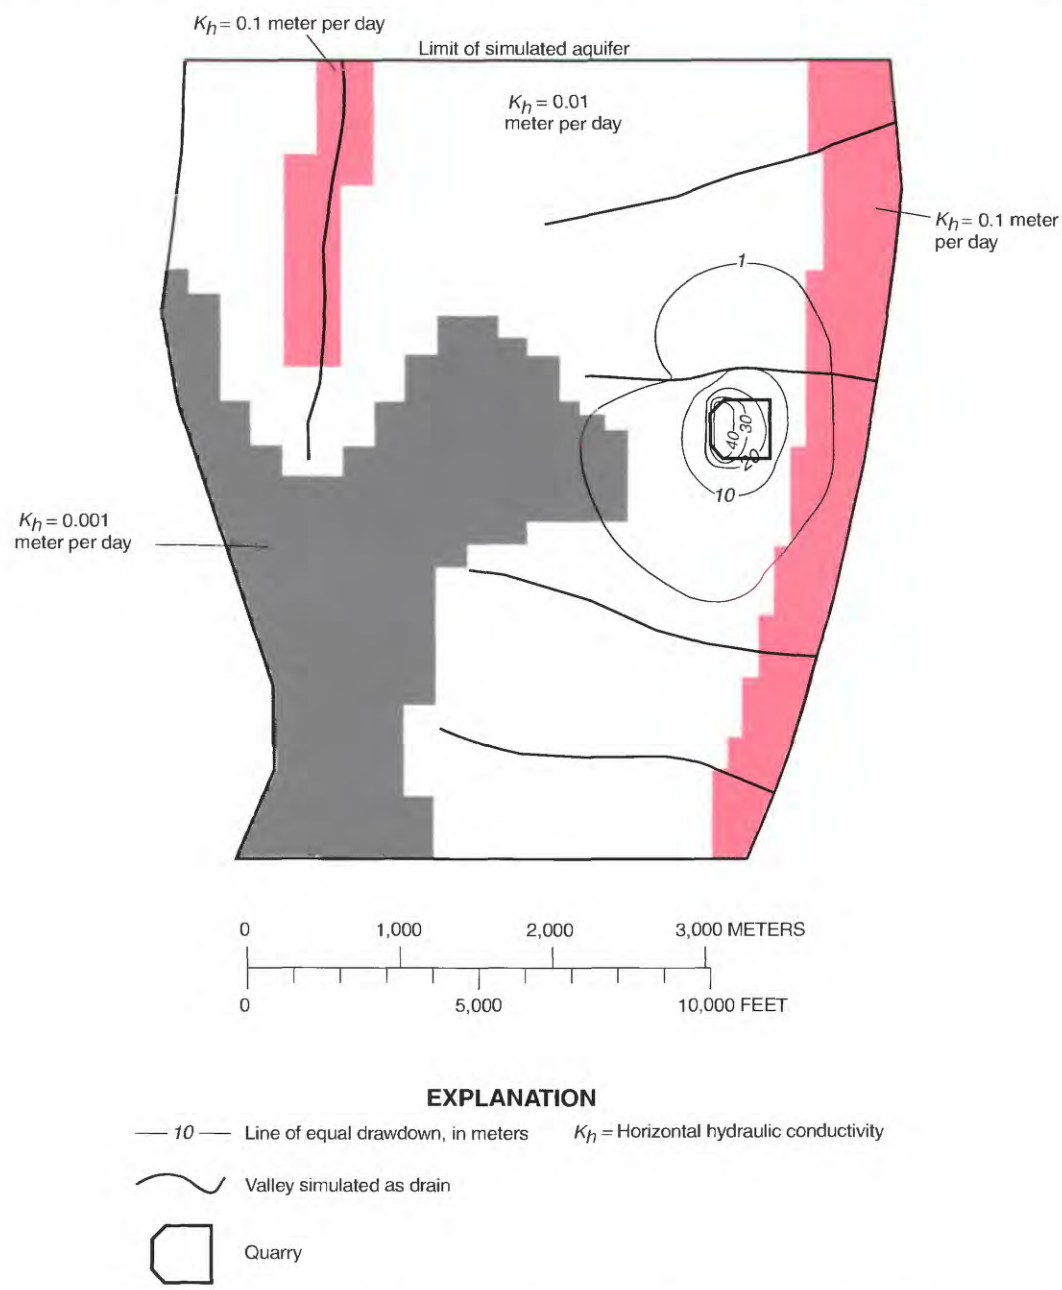 Kh = 0.1 meter per day
Limit of simulated aquifer
Kh = 0.01
meter per day
Kh = 0.1 meter
per day
1
30
40
20
10
Kh = 0.001
meter per day
0 1,000 2,000 3,000 METERS
0 5,000 10,000 FEET
EXPLANATION
10 Line of equal drawdown, in meters Kh = Horizontal hydraulic conductivity
Valley simulated as drain
Quarry